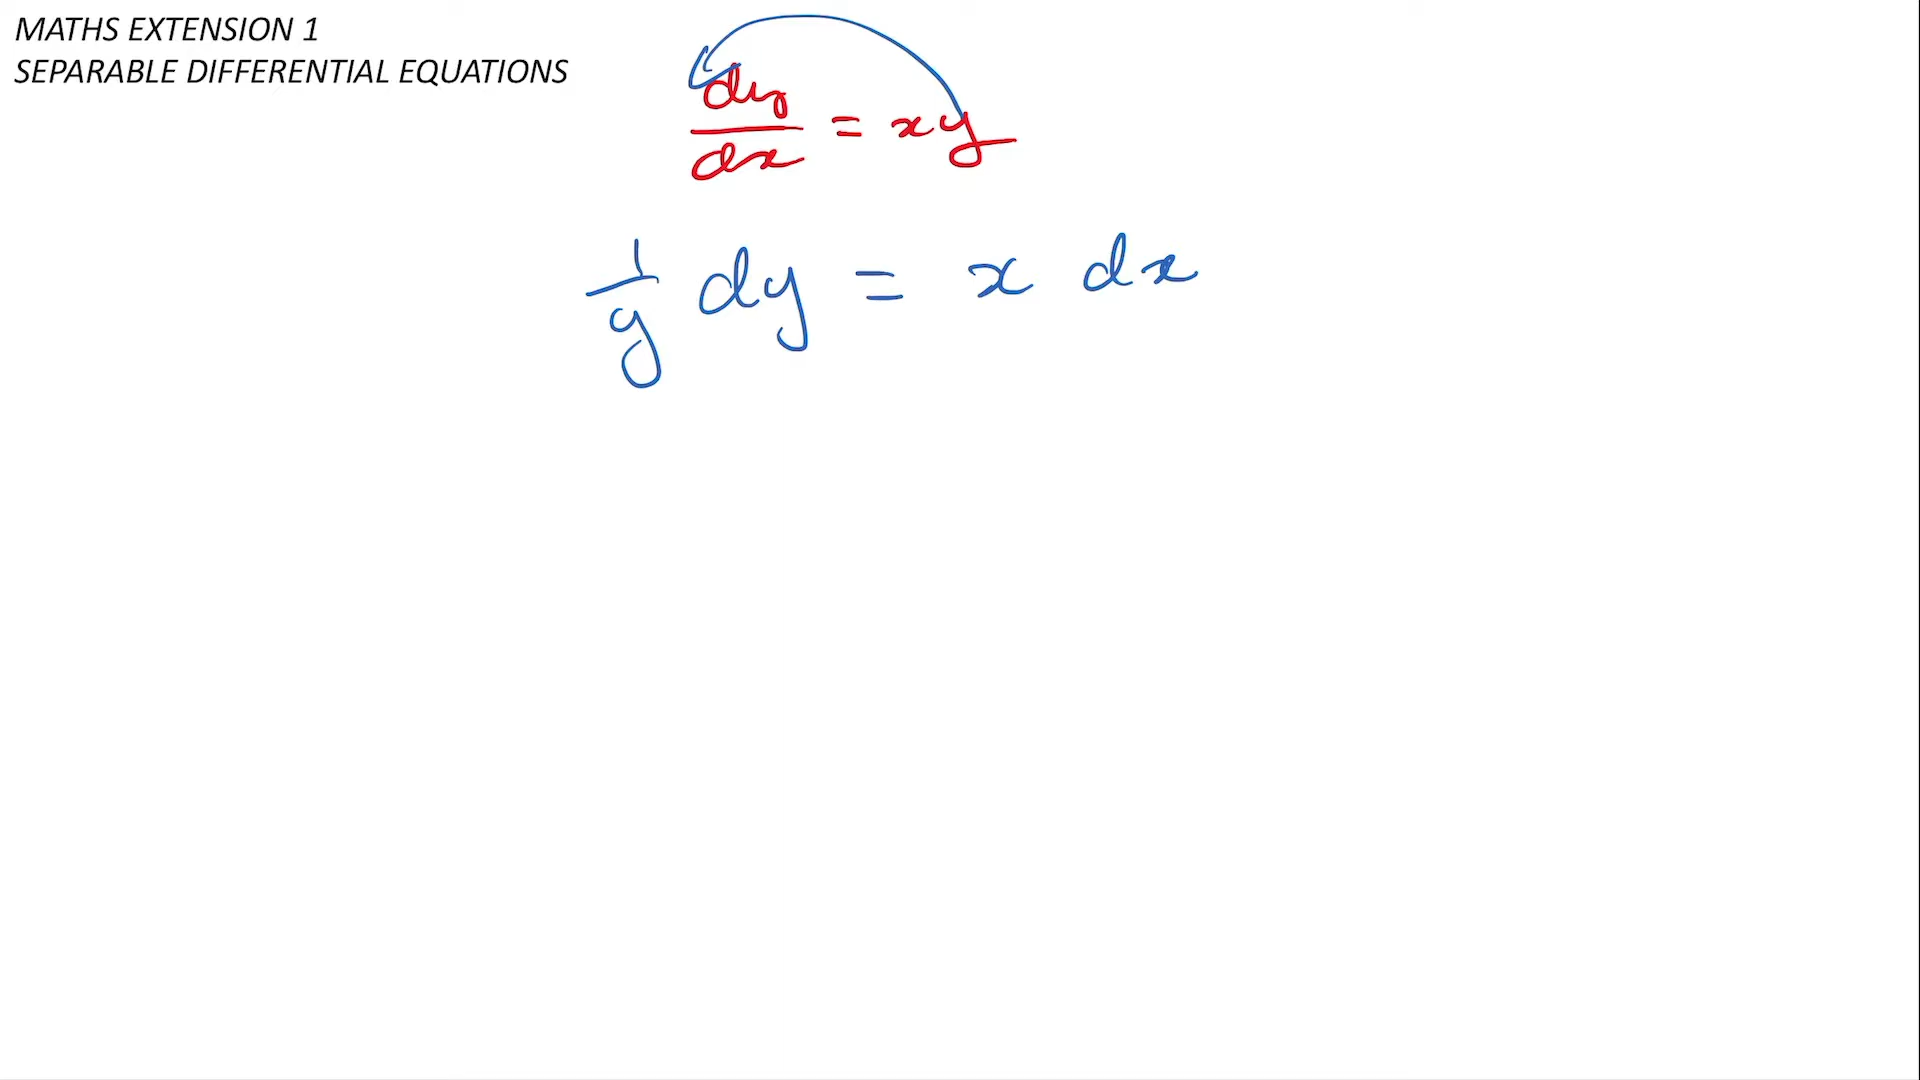 MATHS EXTENSION 1
SEPARABLE DIFFERENTIAL EQUATIONS
dy/dx = xy
1/y dy = x dx